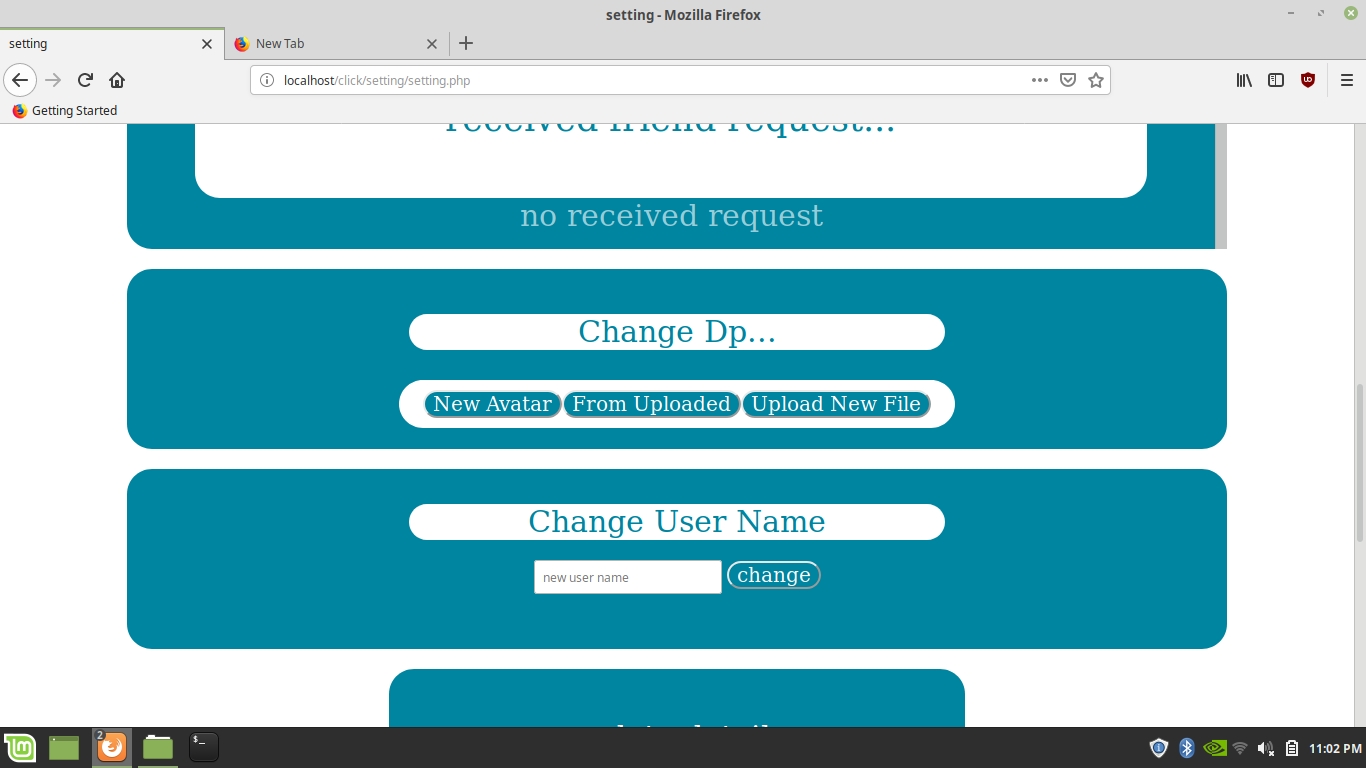 setting - Mozilla Firefox
setting
New Tab
localhost/click/setting/setting.php
Getting Started
received friend request...
no received request
Change Dp...
New Avatar From Uploaded Upload New File
Change User Name
new user name change
2
11:02 PM